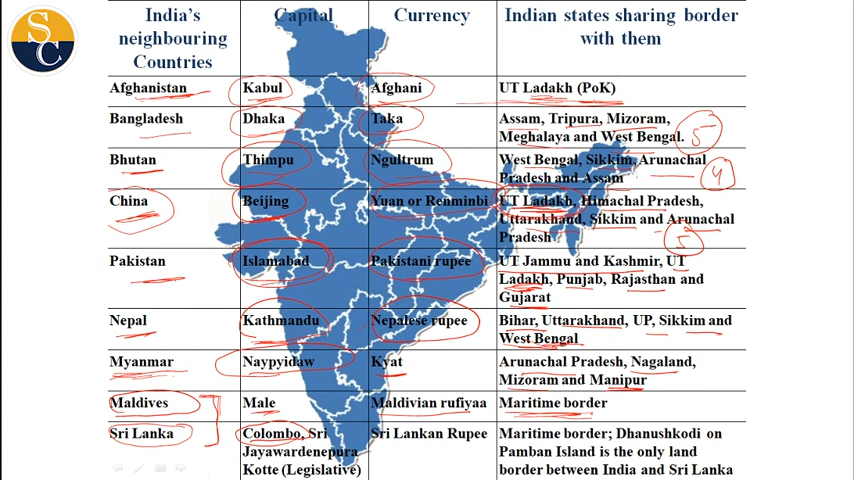 SC
India's neighbouring Countries | Capital | Currency | Indian states sharing border with them
Afghanistan | Kabul | Afghani | UT Ladakh (PoK)
Bangladesh | Dhaka | Taka | Assam, Tripura, Mizoram,
Meghalaya and West Bengal. 5
Bhutan | Thimpu | Ngultrum | West Bengal, Sikkim, Arunachal
Pradesh and Assam 4
China | Beijing | Yuan or Renminbi | UT Ladakh, Himachal Pradesh,
Uttarakhand, Sikkim and Arunachal
Pradesh 5
Pakistan | Islamabad | Pakistani rupee | UT Jammu and Kashmir, UT
Ladakh, Punjab, Rajasthan and
Gujarat
Nepal | Kathmandu | Nepalese rupee | Bihar, Uttarakhand, UP, Sikkim and
West Bengal
Myanmar | Naypyidaw | Kyat | Arunachal Pradesh, Nagaland,
Mizoram and Manipur
Maldives | Male | Maldivian rufiyaa | Maritime border
Sri Lanka | Colombo, Sri | Sri Lankan Rupee | Maritime border; Dhanushkodi on
Jayawardenepura | Pamban Island is the only land
Kotte (Legislative) | border between India and Sri Lanka